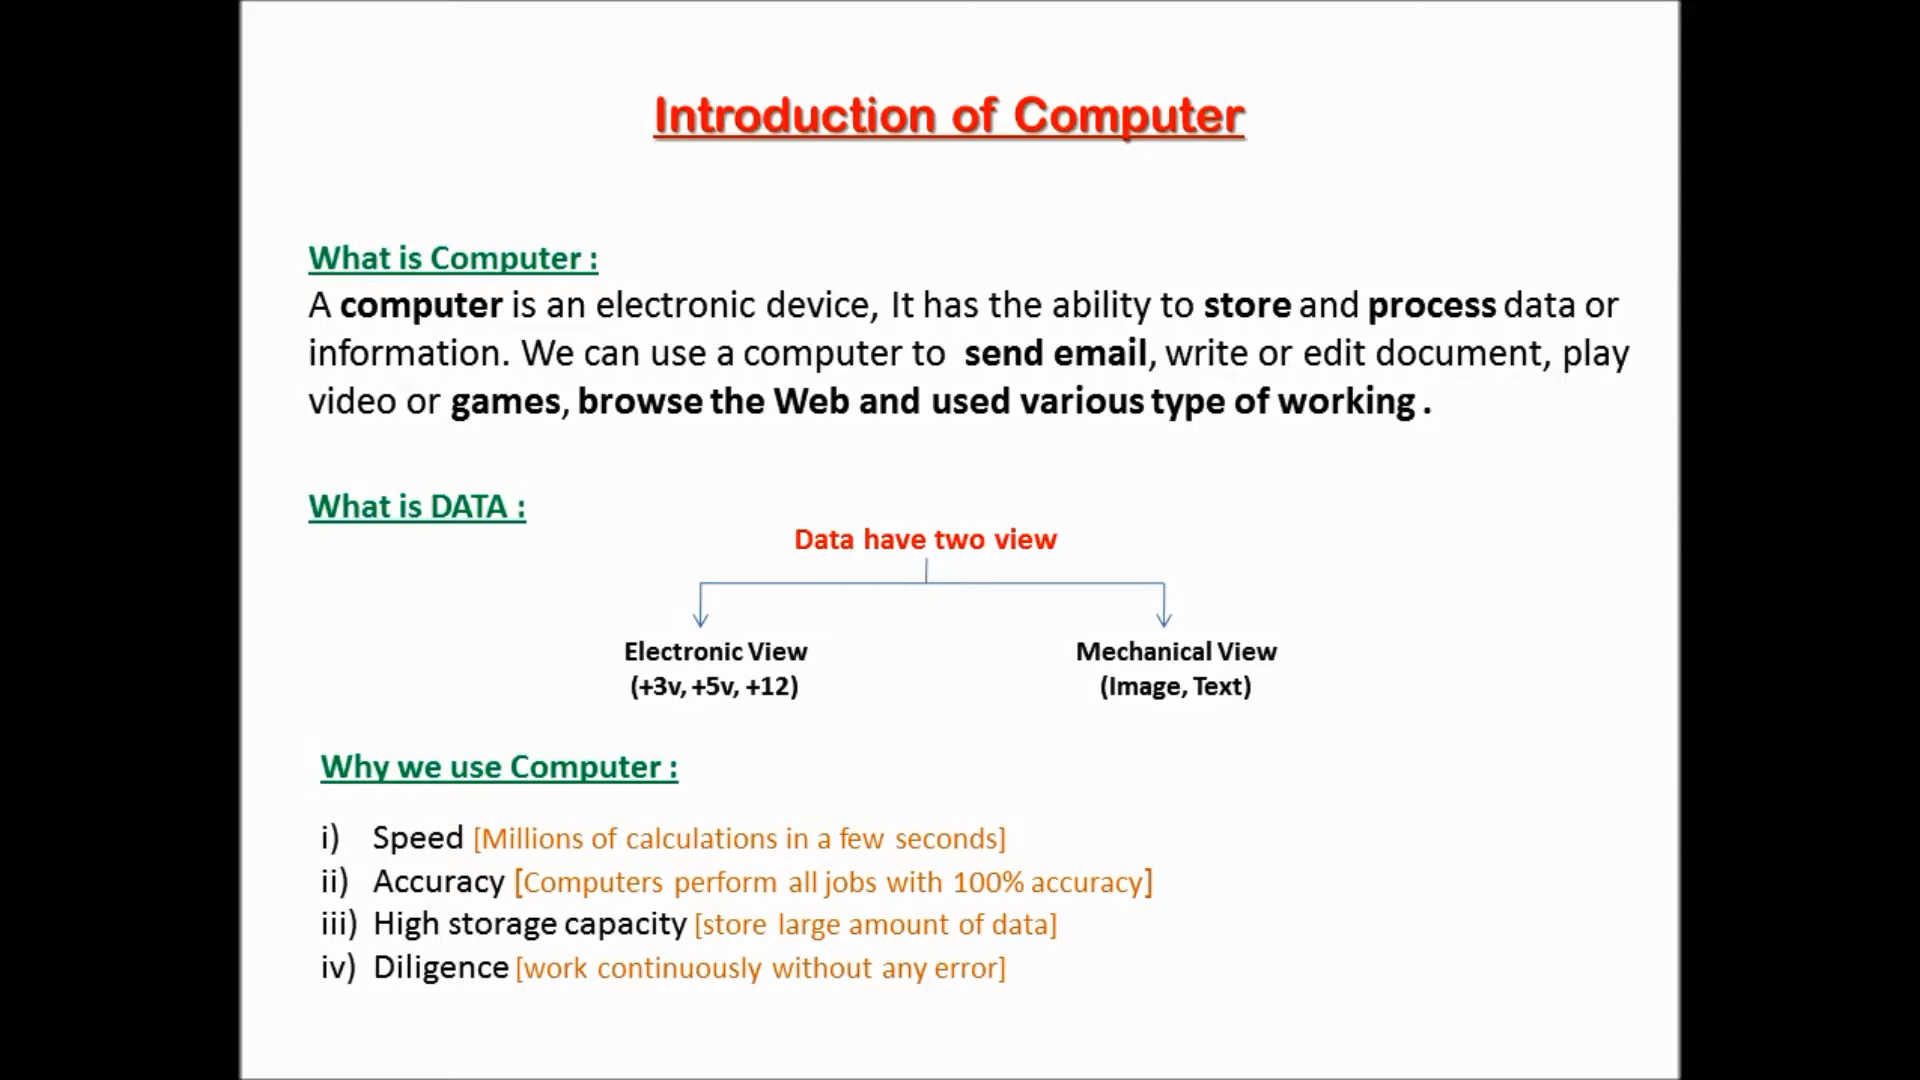 Introduction of Computer
What is Computer :
A computer is an electronic device, It has the ability to store and process data or
information. We can use a computer to send email, write or edit document, play
video or games, browse the Web and used various type of working .
What is DATA :
Data have two view
Electronic View
(+3v, +5v, +12)
Mechanical View
(Image, Text)
Why we use Computer :
i) Speed [Millions of calculations in a few seconds]
ii) Accuracy [Computers perform all jobs with 100% accuracy]
iii) High storage capacity [store large amount of data]
iv) Diligence [work continuously without any error]